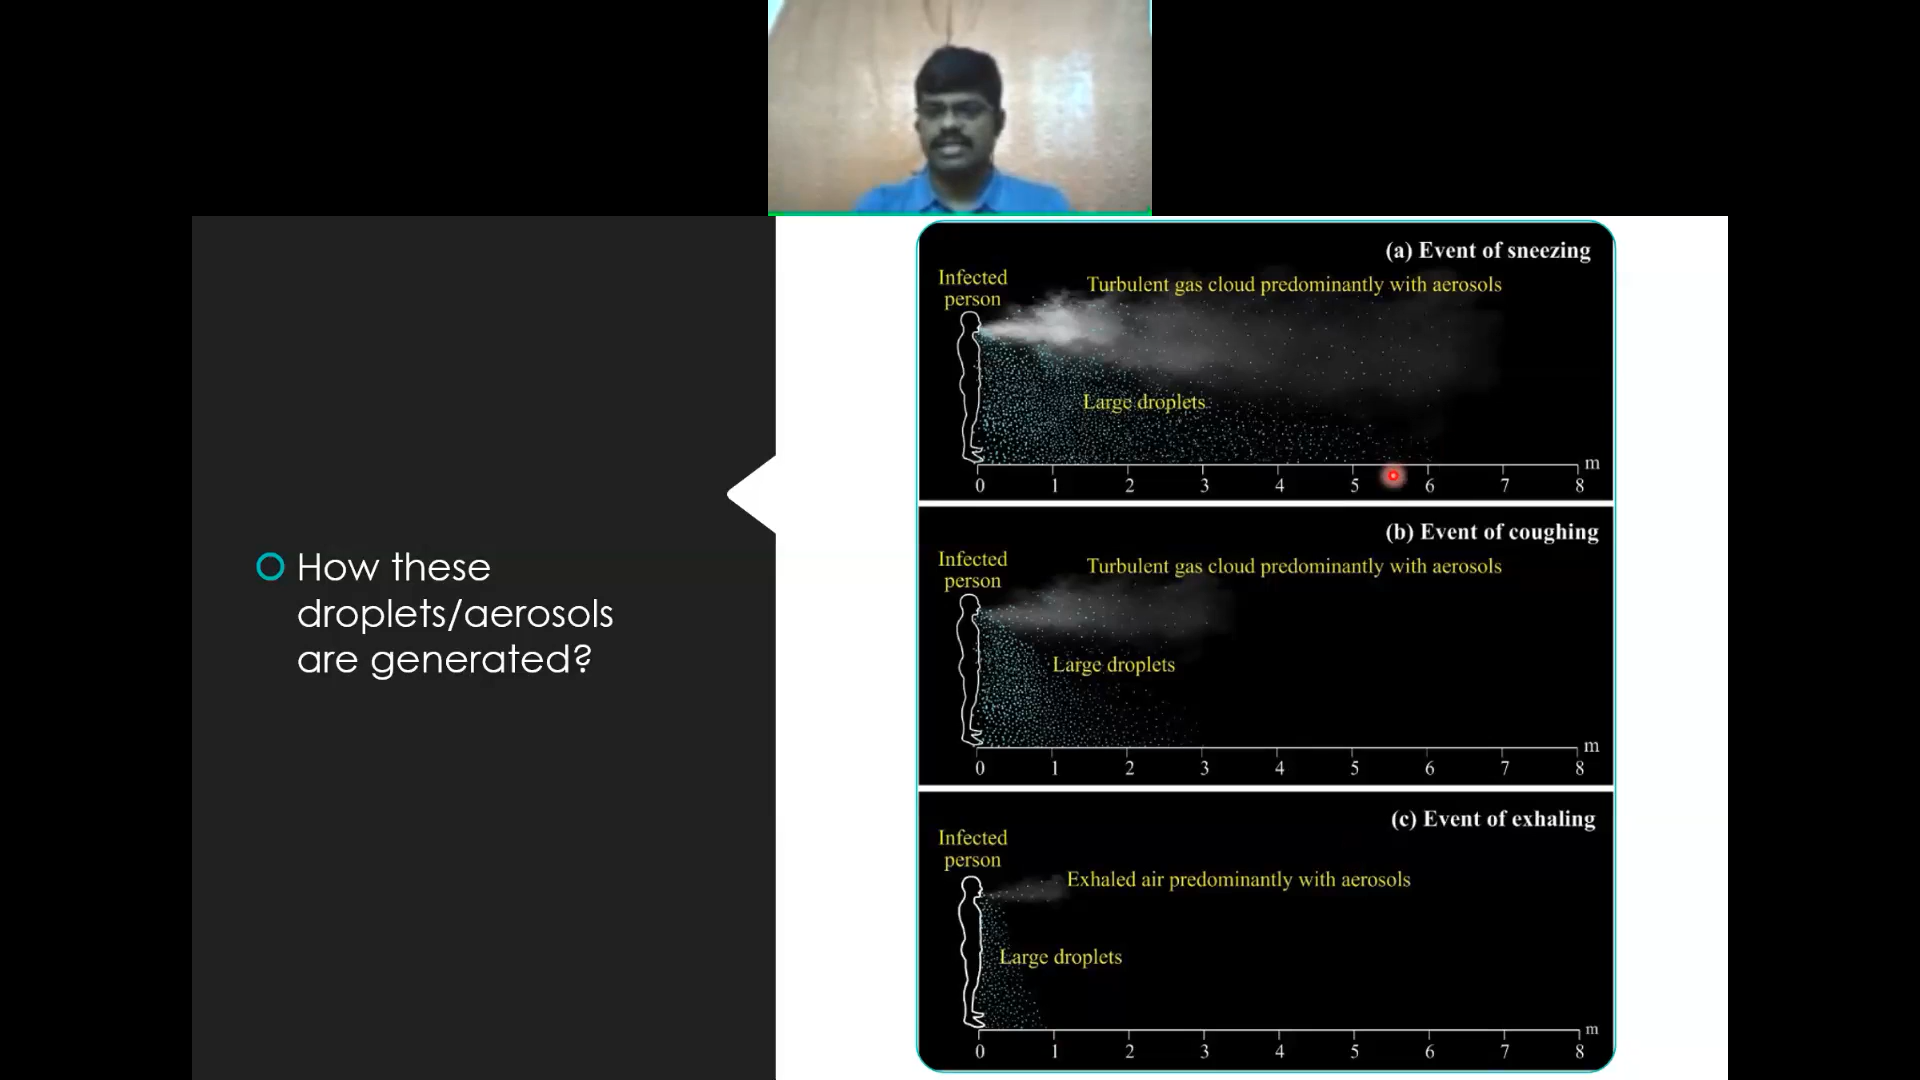 How these
droplets/aerosols
are generated?
(a) Event of sneezing
Infected
person
Turbulent gas cloud predominantly with aerosols
Large droplets
m
0 1 2 3 4 5 6 7 8
(b) Event of coughing
Infected
person
Turbulent gas cloud predominantly with aerosols
Large droplets
m
0 1 2 3 4 5 6 7 8
(c) Event of exhaling
Infected
person
Exhaled air predominantly with aerosols
Large droplets
m
0 1 2 3 4 5 6 7 8